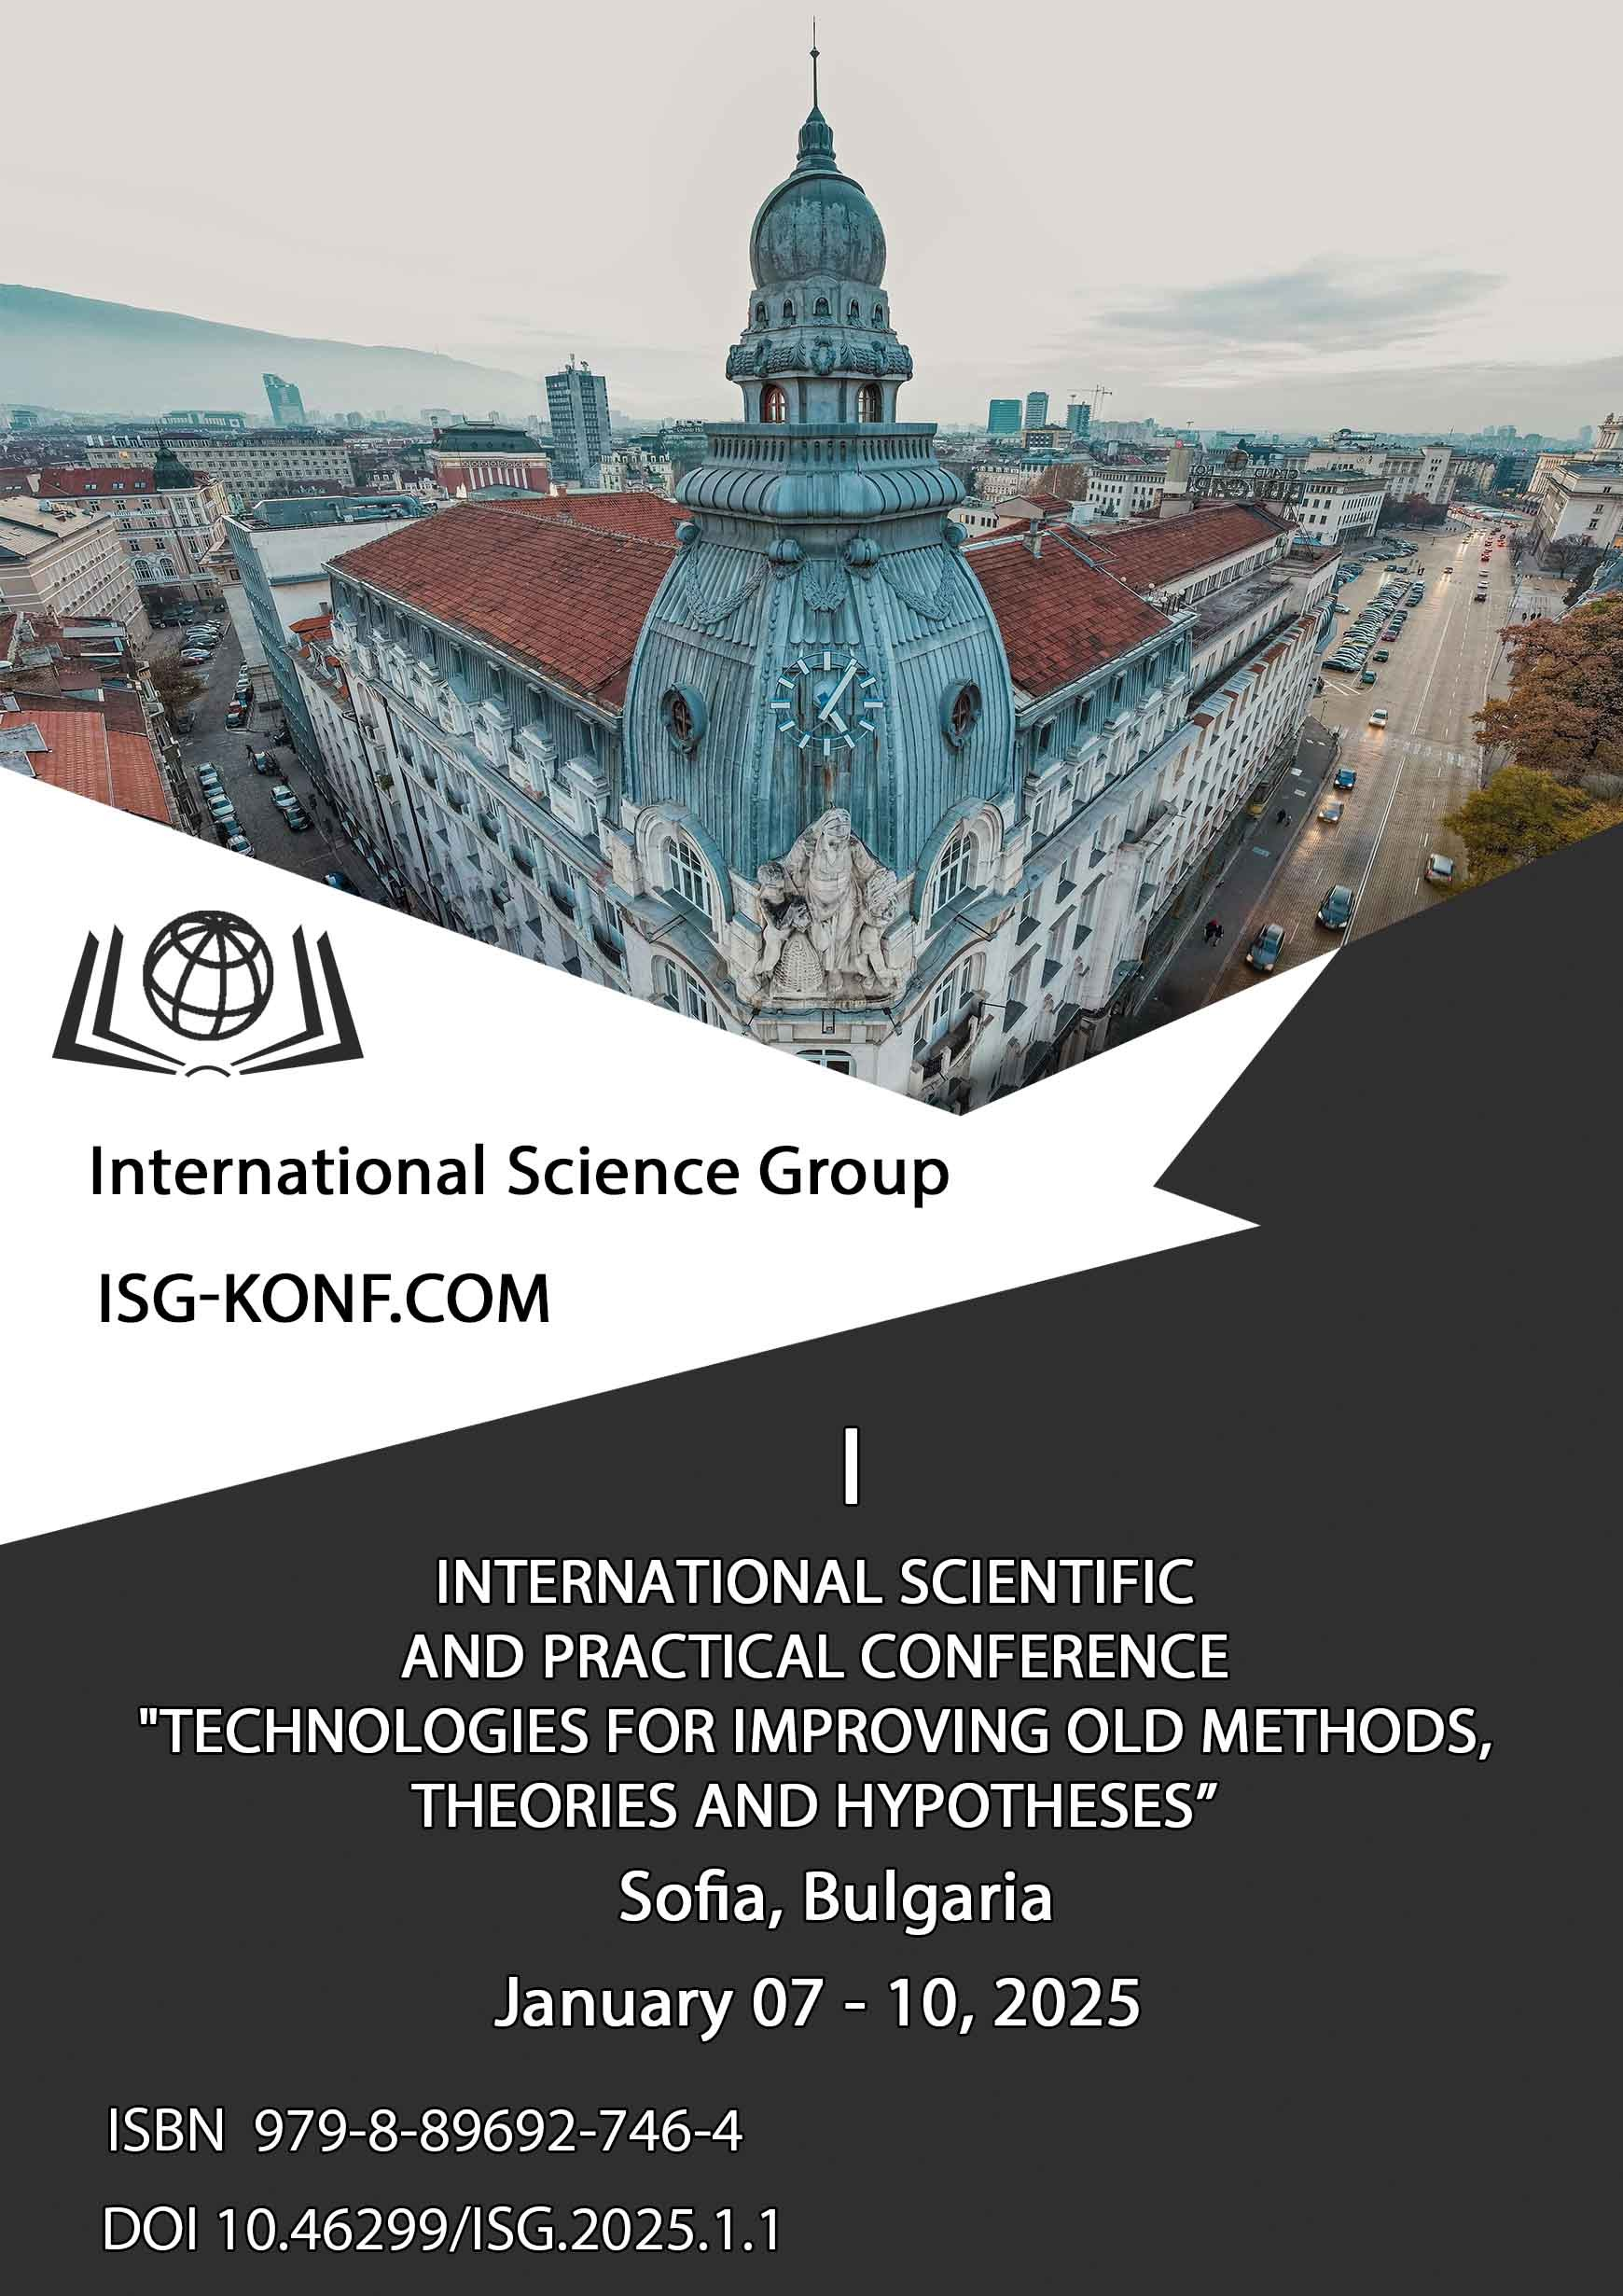 International Science Group
ISG-KONF.COM
I
INTERNATIONAL SCIENTIFIC
AND PRACTICAL CONFERENCE
"TECHNOLOGIES FOR IMPROVING OLD METHODS,
THEORIES AND HYPOTHESES”
Sofia, Bulgaria
January 07 - 10, 2025
ISBN 979-8-89692-746-4
DOI 10.46299/ISG.2025.1.1